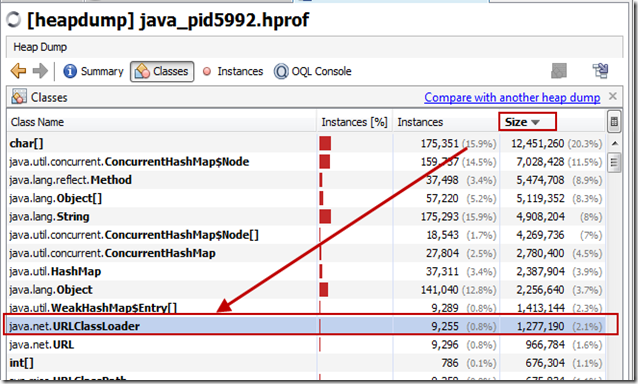 [heapdump] java_pid5992.hprof
Heap Dump
Summary Classes Instances OQL Console
Classes Compare with another heap dump
Class Name Instances [%] Instances Size
char[] 175,351 (15.9%) 12,451,260 (20.3%)
java.util.concurrent.ConcurrentHashMap$Node 159,737 (14.5%) 7,028,428 (11.5%)
java.lang.reflect.Method 37,498 (3.4%) 5,474,708 (8.9%)
java.lang.Object[] 57,220 (5.2%) 5,119,352 (8.3%)
java.lang.String 175,293 (15.9%) 4,908,204 (8%)
java.util.concurrent.ConcurrentHashMap$Node[] 18,543 (1.7%) 4,269,736 (7%)
java.util.concurrent.ConcurrentHashMap 27,804 (2.5%) 2,780,400 (4.5%)
java.util.HashMap 37,311 (3.4%) 2,387,904 (3.9%)
java.lang.Object 141,040 (12.8%) 2,256,640 (3.7%)
java.util.WeakHashMap$Entry[] 9,289 (0.8%) 1,413,144 (2.3%)
java.net.URLClassLoader 9,255 (0.8%) 1,277,190 (2.1%)
java.net.URL 9,296 (0.8%) 966,784 (1.6%)
int[] 786 (0.1%) 676,304 (1.1%)